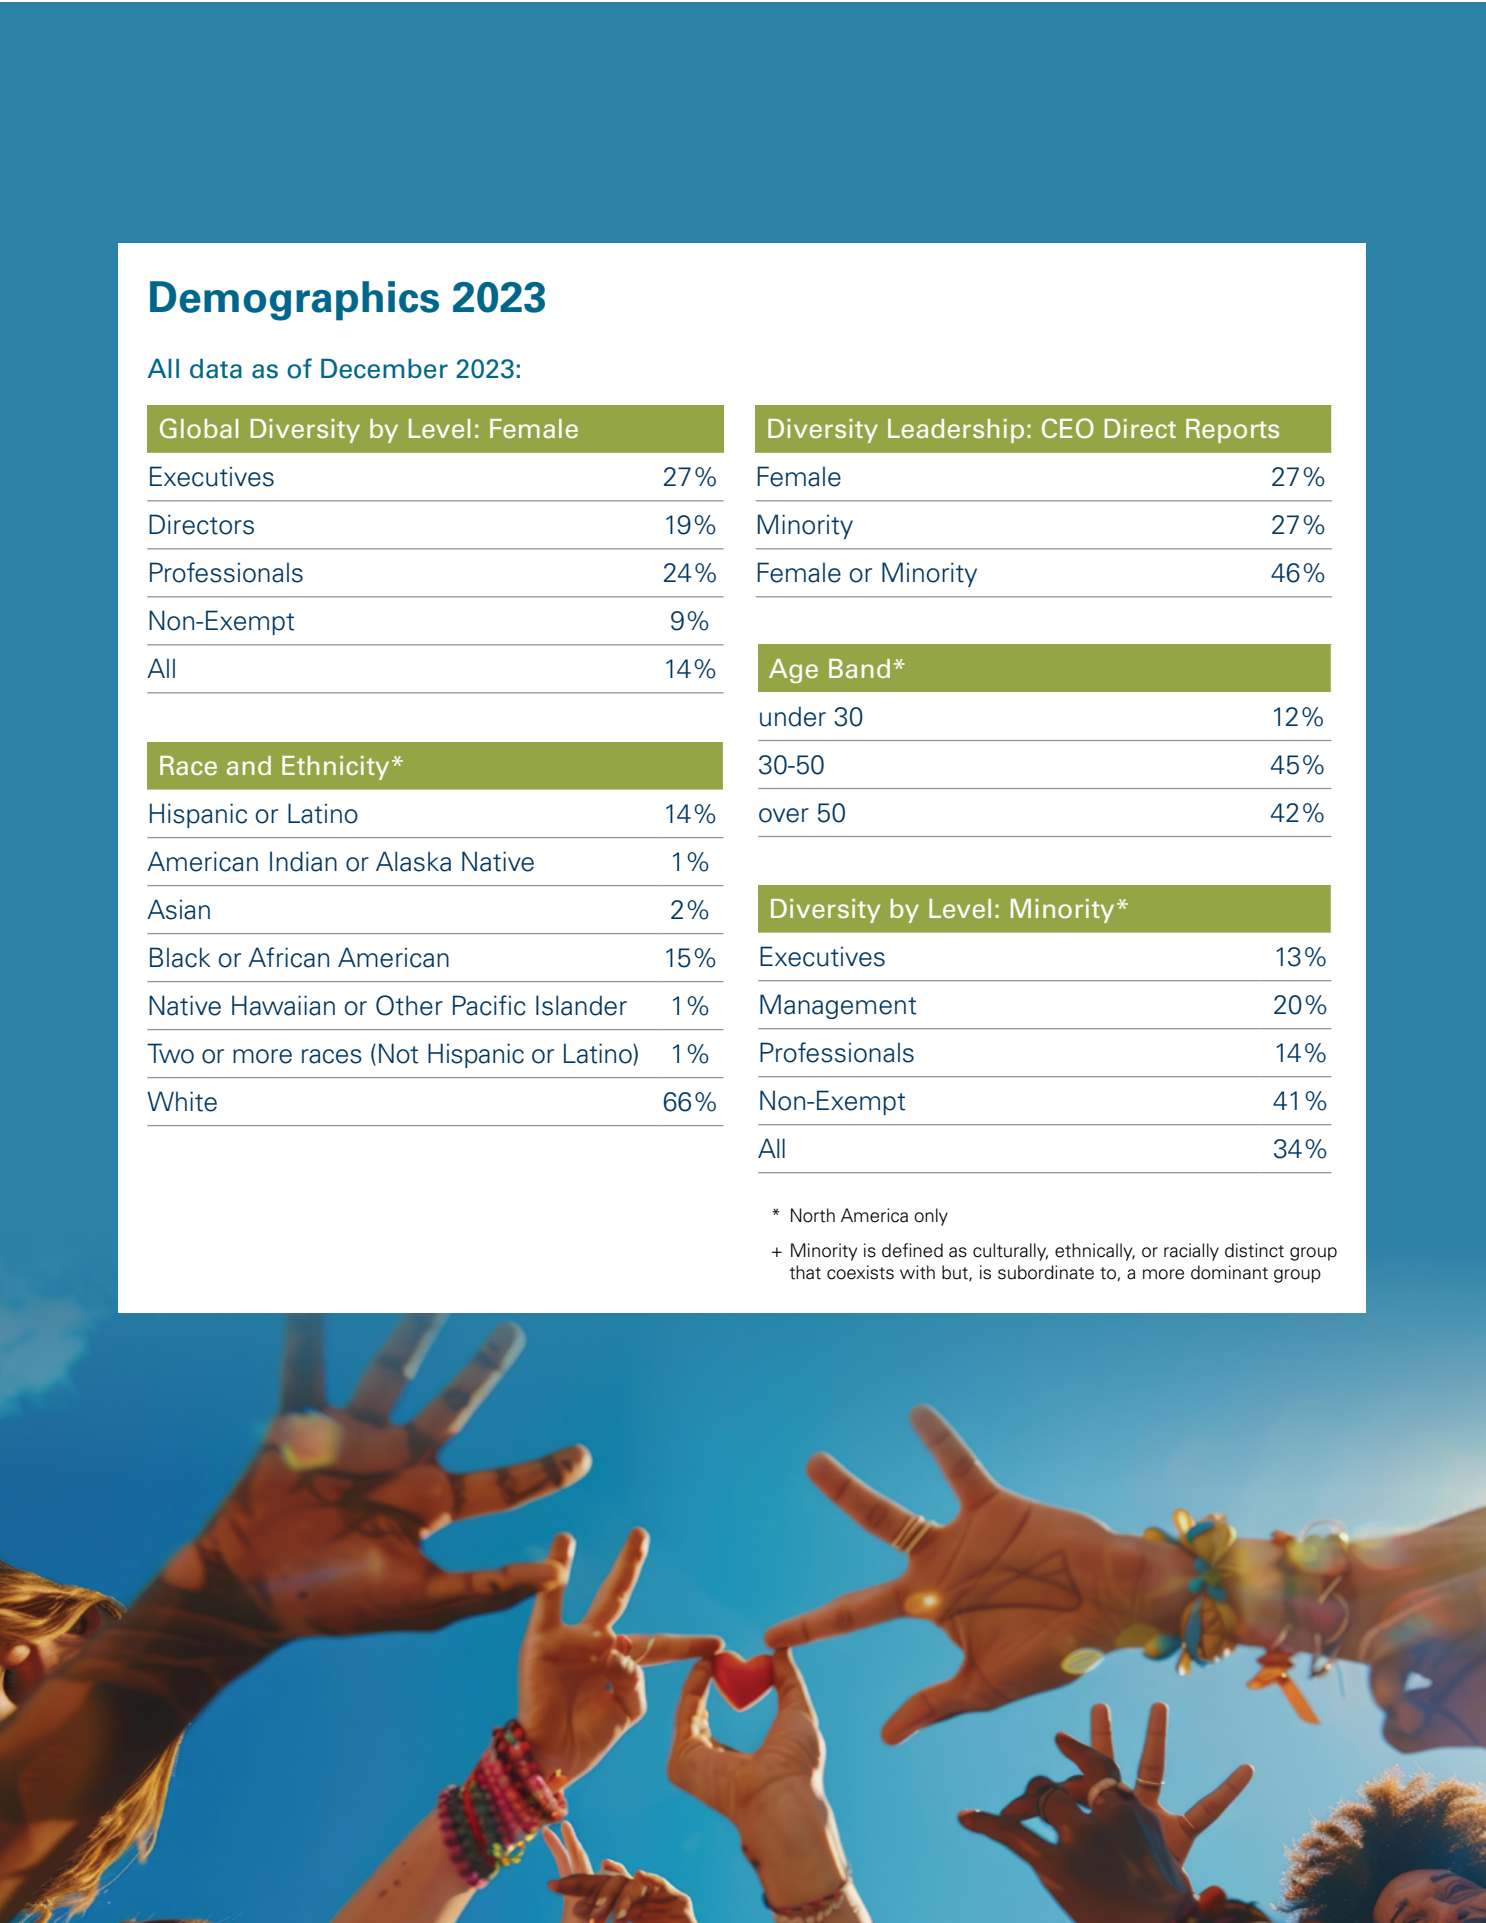 Demographics 2023
All data as of December 2023:
Global Diversity by Level: Female
Executives 27%
Directors 19%
Professionals 24%
Non-Exempt 9%
All 14%
Race and Ethnicity*
Hispanic or Latino 14%
American Indian or Alaska Native 1%
Asian 2%
Black or African American 15%
Native Hawaiian or Other Pacific Islander 1%
Two or more races (Not Hispanic or Latino) 1%
White 66%
Diversity Leadership: CEO Direct Reports
Female 27%
Minority 27%
Female or Minority 46%
Age Band*
under 30 12%
30-50 45%
over 50 42%
Diversity by Level: Minority*
Executives 13%
Management 20%
Professionals 14%
Non-Exempt 41%
All 34%
* North America only
+ Minority is defined as culturally, ethnically, or racially distinct group
that coexists with but, is subordinate to, a more dominant group